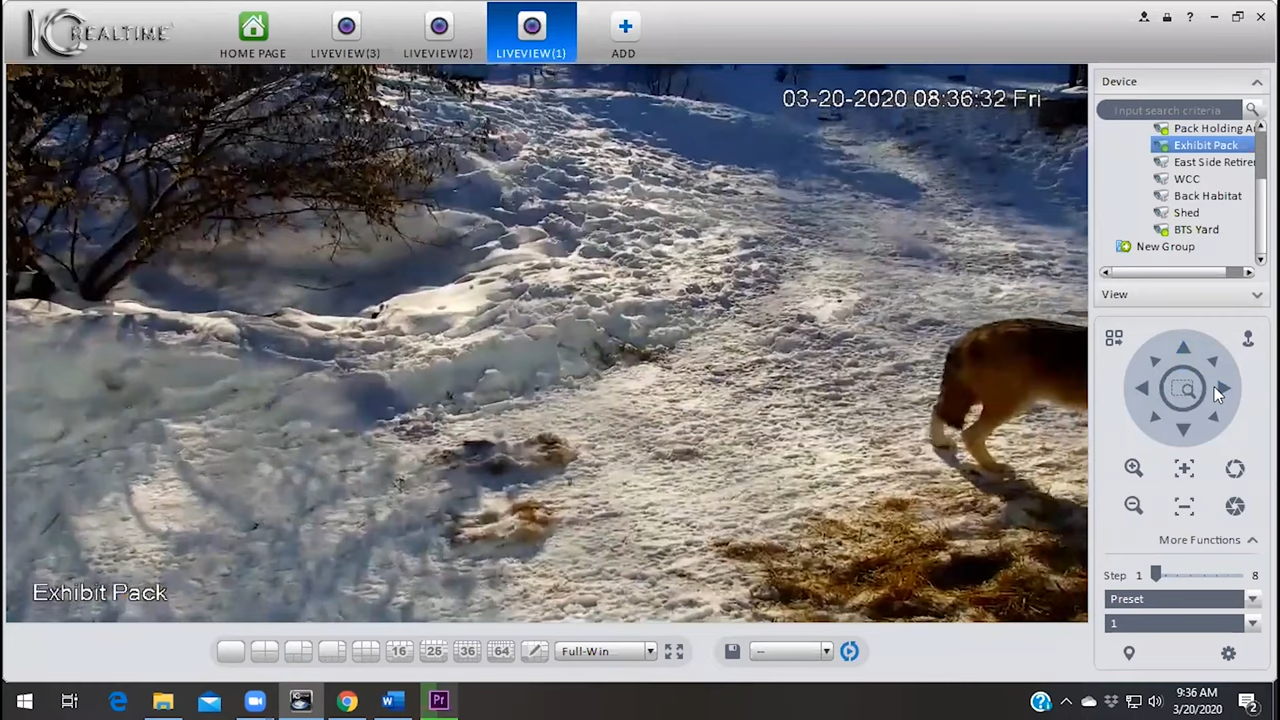 IC REALTIME
HOME PAGE
LIVEVIEW(3)
LIVEVIEW(2)
LIVEVIEW(1)
ADD
03-20-2020 08:36:32 Fri
Exhibit Pack
Device
Input search criteria
Pack Holding Ar
Exhibit Pack
East Side Retire
WCC
Back Habitat
Shed
BTS Yard
New Group
View
More Functions
Step 1 8
Preset
1
16 25 36 64 Full-Win --
9:36 AM
3/20/2020
2
W
Pr